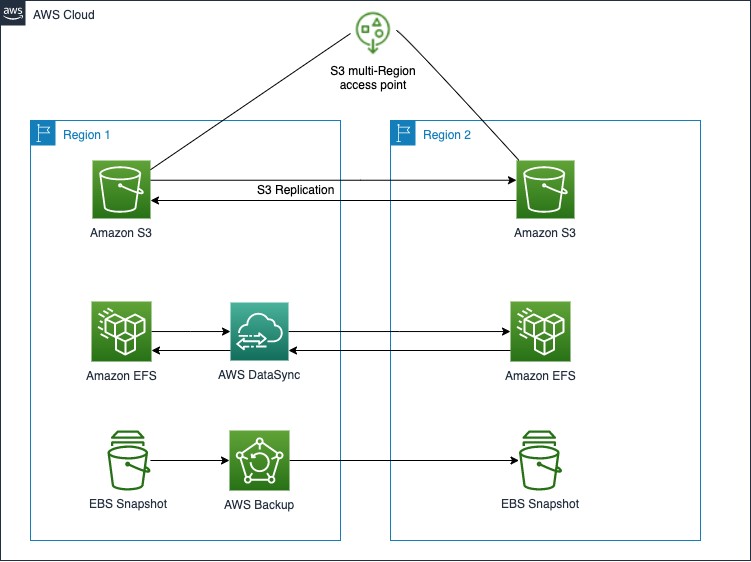 aws
AWS Cloud
S3 multi-Region
access point
Region 1
Region 2
S3 Replication
Amazon S3
Amazon S3
Amazon EFS
AWS DataSync
Amazon EFS
EBS Snapshot
AWS Backup
EBS Snapshot